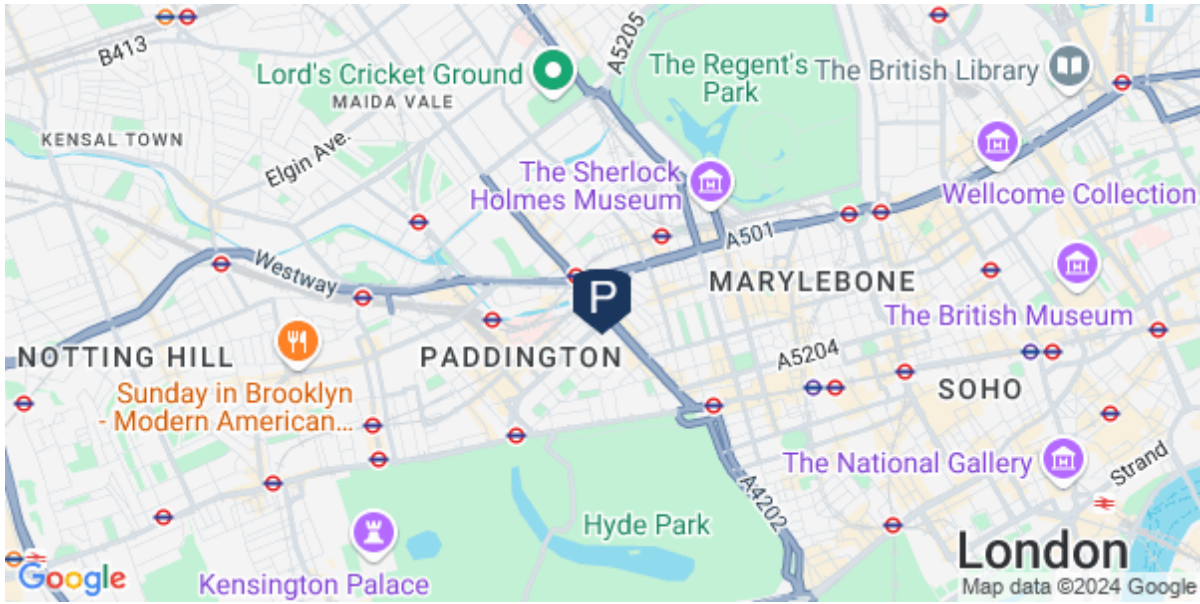 B413
A5205
Lord's Cricket Ground
MAIDA VALE
The Regent's
Park
The British Library
KENSAL TOWN
Elgin Ave.
The Sherlock
Holmes Museum
Wellcome Collection
A501
Westway
MARYLEBONE
P
The British Museum
NOTTING HILL
PADDINGTON
A5204
SOHO
Sunday in Brooklyn
- Modern American...
The National Gallery
Strand
A4202
Hyde Park
London
Google
Kensington Palace
Map data ©2024 Google